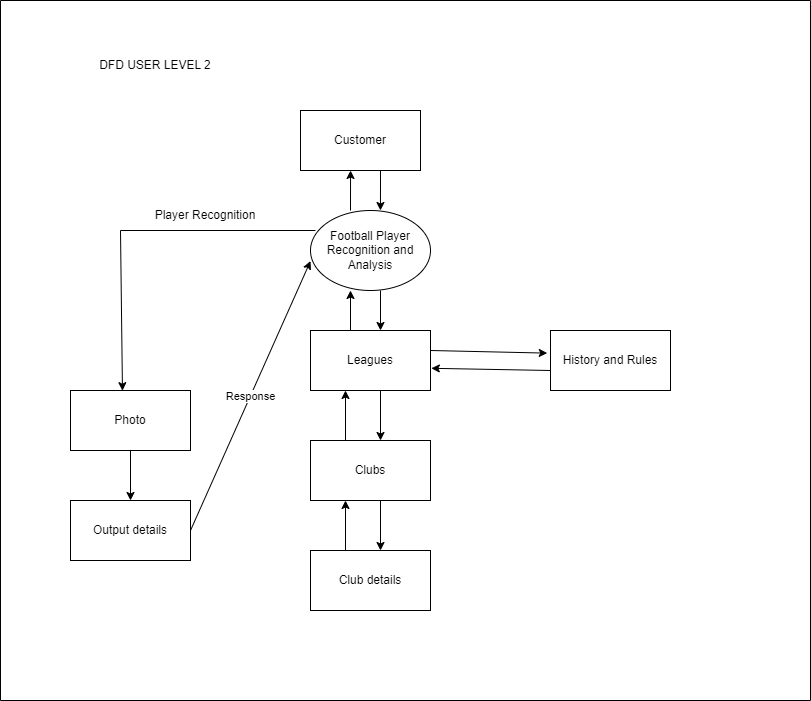 DFD USER LEVEL 2
Customer
Player Recognition
Football Player
Recognition and
Analysis
Leagues
History and Rules
Response
Photo
Clubs
Output details
Club details